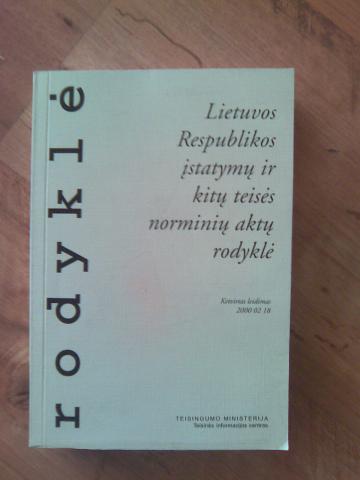 rodyklė
Lietuvos
Respublikos
įstatymų ir
kitų teisės
norminių aktų
rodyklė
Ketvirtas leidimas
2000 02 18
TEISINGUMO MINISTERIJA
Teisinės informacijos centras